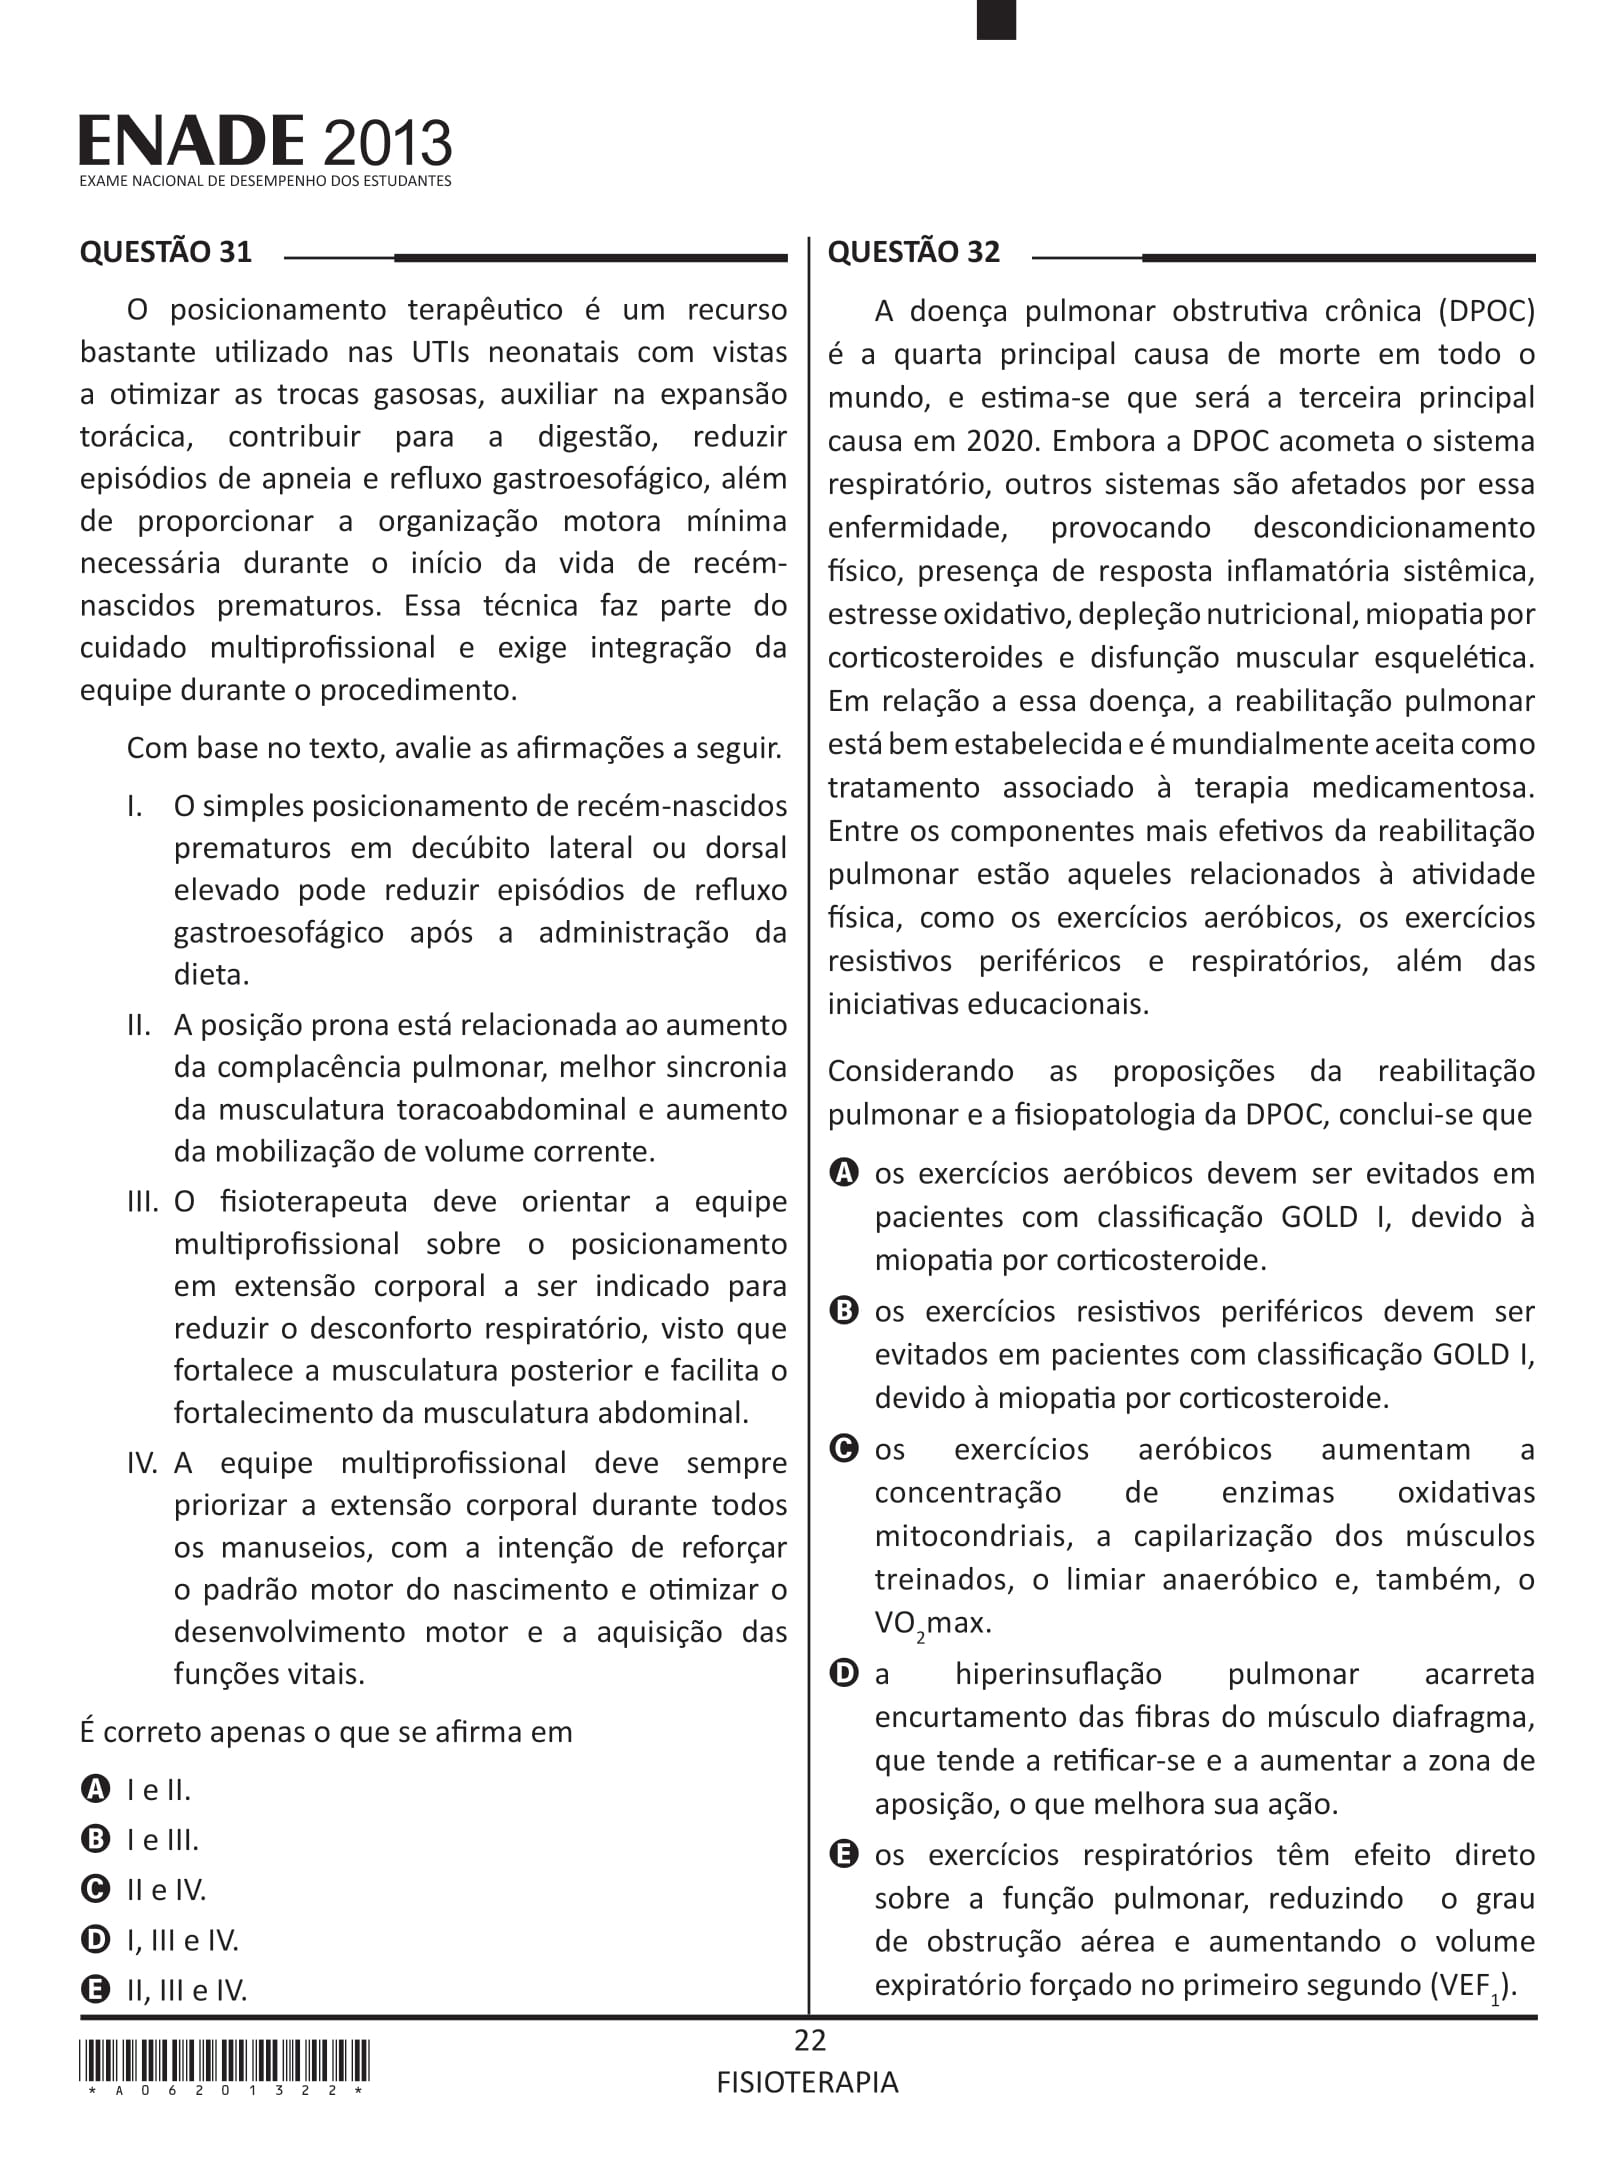 ENADE 2013
EXAME NACIONAL DE DESEMPENHO DOS ESTUDANTES
QUESTÃO 31
O posicionamento terapêutico é um recurso
bastante utilizado nas UTIs neonatais com vistas
a otimizar as trocas gasosas, auxiliar na expansão
torácica, contribuir para a digestão, reduzir
episódios de apneia e refluxo gastroesofágico, além
de proporcionar a organização motora mínima
necessária durante o início da vida de recém-
nascidos prematuros. Essa técnica faz parte do
cuidado multiprofissional e exige integração da
equipe durante o procedimento.
Com base no texto, avalie as afirmações a seguir.
I. O simples posicionamento de recém-nascidos
prematuros em decúbito lateral ou dorsal
elevado pode reduzir episódios de refluxo
gastroesofágico após a administração da
dieta.
II. A posição prona está relacionada ao aumento
da complacência pulmonar, melhor sincronia
da musculatura toracoabdominal e aumento
da mobilização de volume corrente.
III. O fisioterapeuta deve orientar a equipe
multiprofissional sobre o posicionamento
em extensão corporal a ser indicado para
reduzir o desconforto respiratório, visto que
fortalece a musculatura posterior e facilita o
fortalecimento da musculatura abdominal.
IV. A equipe multiprofissional deve sempre
priorizar a extensão corporal durante todos
os manuseios, com a intenção de reforçar
o padrão motor do nascimento e otimizar o
desenvolvimento motor e a aquisição das
funções vitais.
É correto apenas o que se afirma em
A I e II.
B I e III.
C II e IV.
D I, III e IV.
E II, III e IV.
QUESTÃO 32
A doença pulmonar obstrutiva crônica (DPOC)
é a quarta principal causa de morte em todo o
mundo, e estima-se que será a terceira principal
causa em 2020. Embora a DPOC acometa o sistema
respiratório, outros sistemas são afetados por essa
enfermidade, provocando descondicionamento
físico, presença de resposta inflamatória sistêmica,
estresse oxidativo, depleção nutricional, miopatia por
corticosteroides e disfunção muscular esquelética.
Em relação a essa doença, a reabilitação pulmonar
está bem estabelecida e é mundialmente aceita como
tratamento associado à terapia medicamentosa.
Entre os componentes mais efetivos da reabilitação
pulmonar estão aqueles relacionados à atividade
física, como os exercícios aeróbicos, os exercícios
resistivos periféricos e respiratórios, além das
iniciativas educacionais.
Considerando as proposições da reabilitação
pulmonar e a fisiopatologia da DPOC, conclui-se que
A os exercícios aeróbicos devem ser evitados em
pacientes com classificação GOLD I, devido à
miopatia por corticosteroide.
B os exercícios resistivos periféricos devem ser
evitados em pacientes com classificação GOLD I,
devido à miopatia por corticosteroide.
C os exercícios aeróbicos aumentam a
concentração de enzimas oxidativas
mitocondriais, a capilarização dos músculos
treinados, o limiar anaeróbico e, também, o
VO2max.
D a hiperinsuflação pulmonar acarreta
encurtamento das fibras do músculo diafragma,
que tende a retificar-se e a aumentar a zona de
aposição, o que melhora sua ação.
E os exercícios respiratórios têm efeito direto
sobre a função pulmonar, reduzindo o grau
de obstrução aérea e aumentando o volume
expiratório forçado no primeiro segundo (VEF1).
22
FISIOTERAPIA
*A06201322*